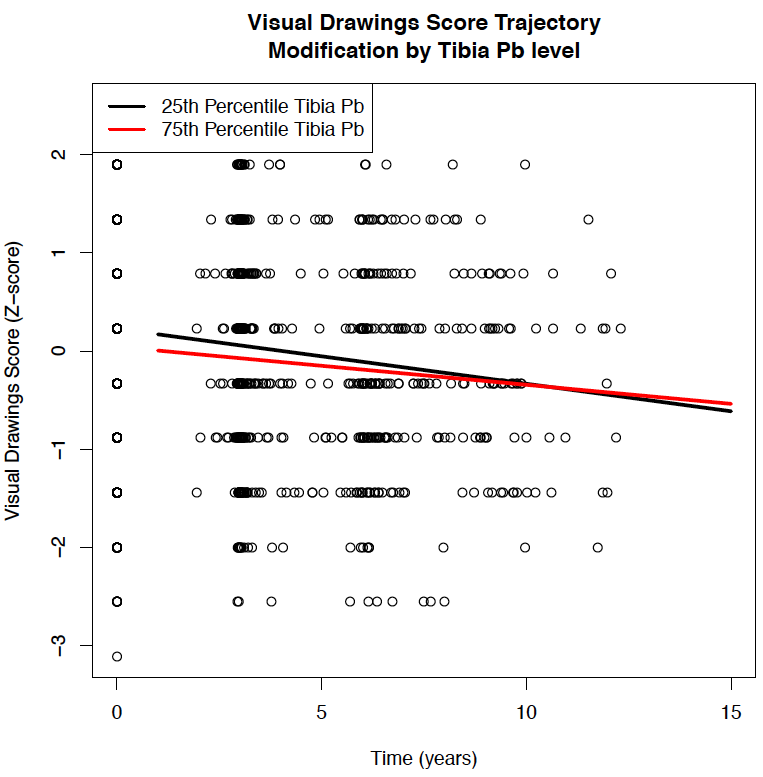 Visual Drawings Score Trajectory
Modification by Tibia Pb level
25th Percentile Tibia Pb
75th Percentile Tibia Pb
2
1
0
−1
−2
−3
Visual Drawings Score (Z−score)
0 5 10 15
Time (years)